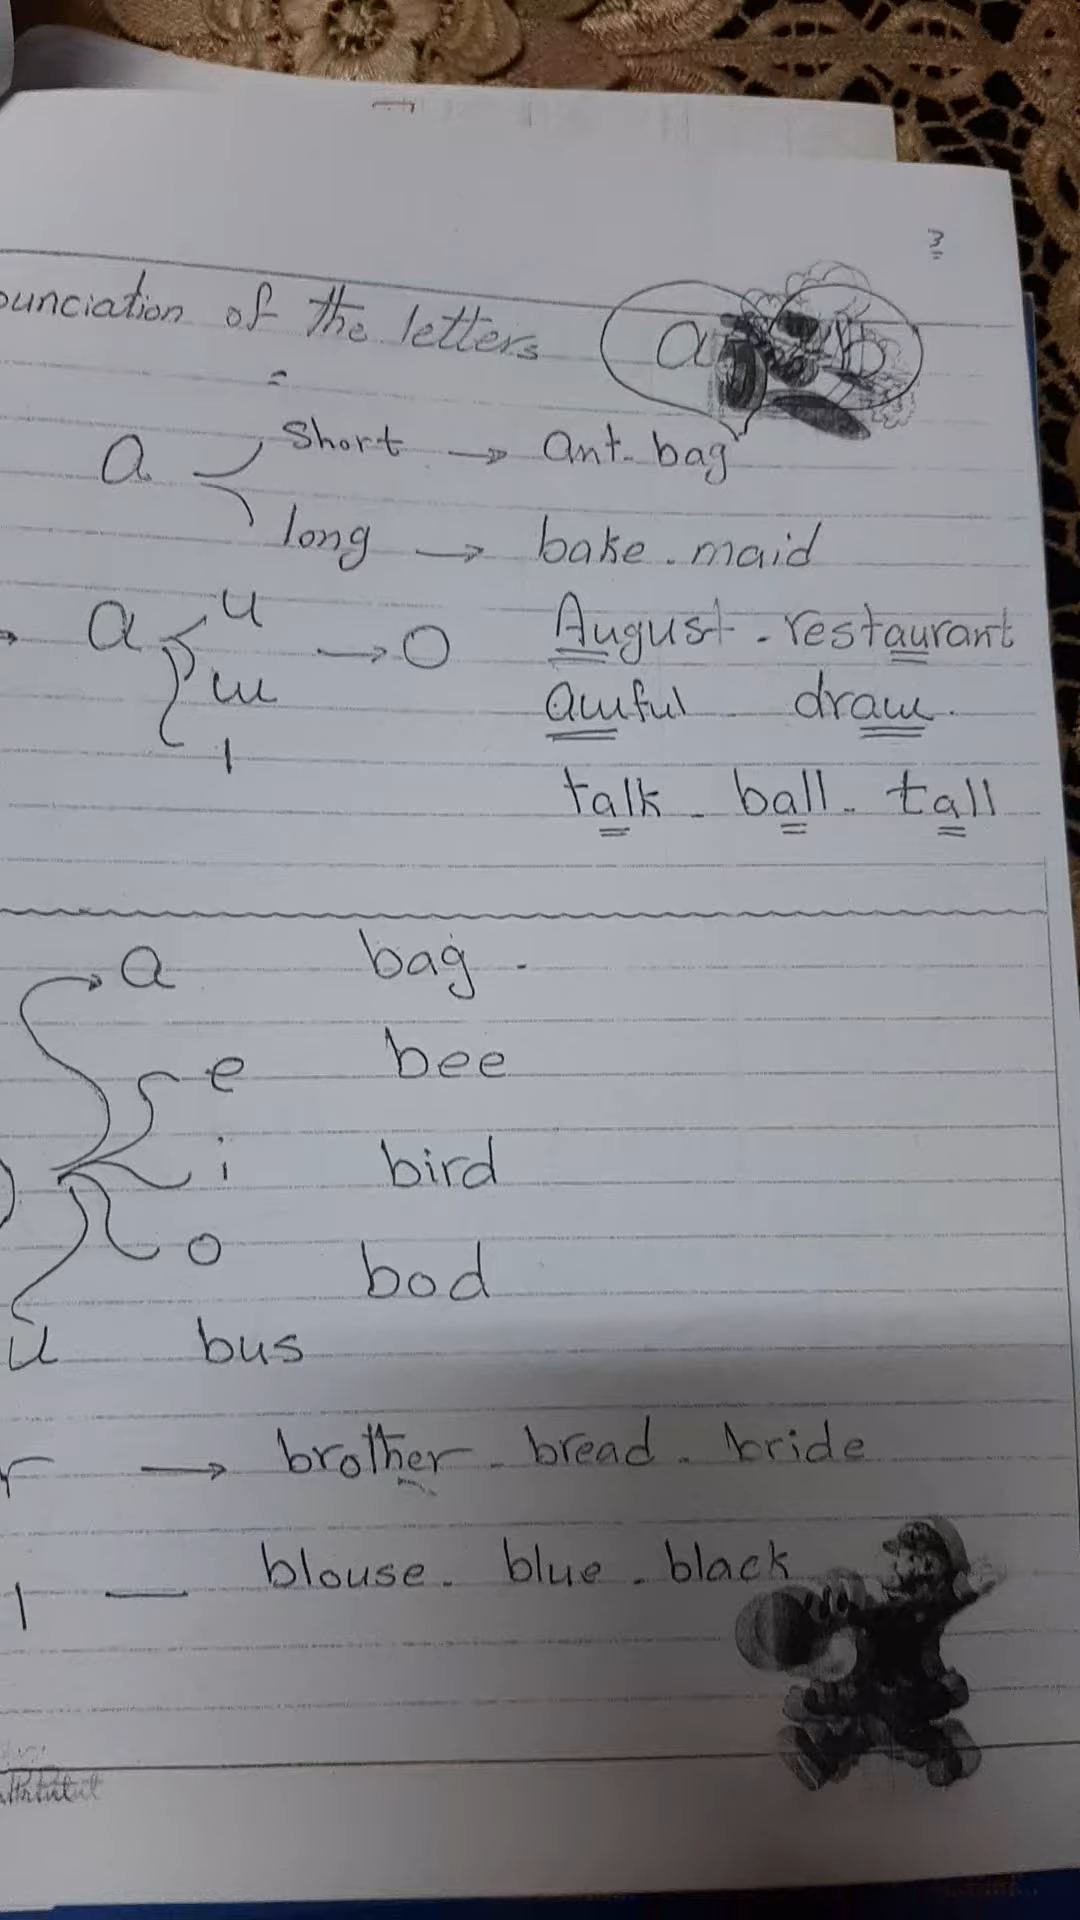 ounciation of the letters
a b
a short → ant - bag
long → bake . maid
a u → o August . restaurant
w awful draw .
l talk . ball . tall
a bag .
e bee
i bird
o bod
u bus
r → brother . bread . bride
l — blouse . blue . black